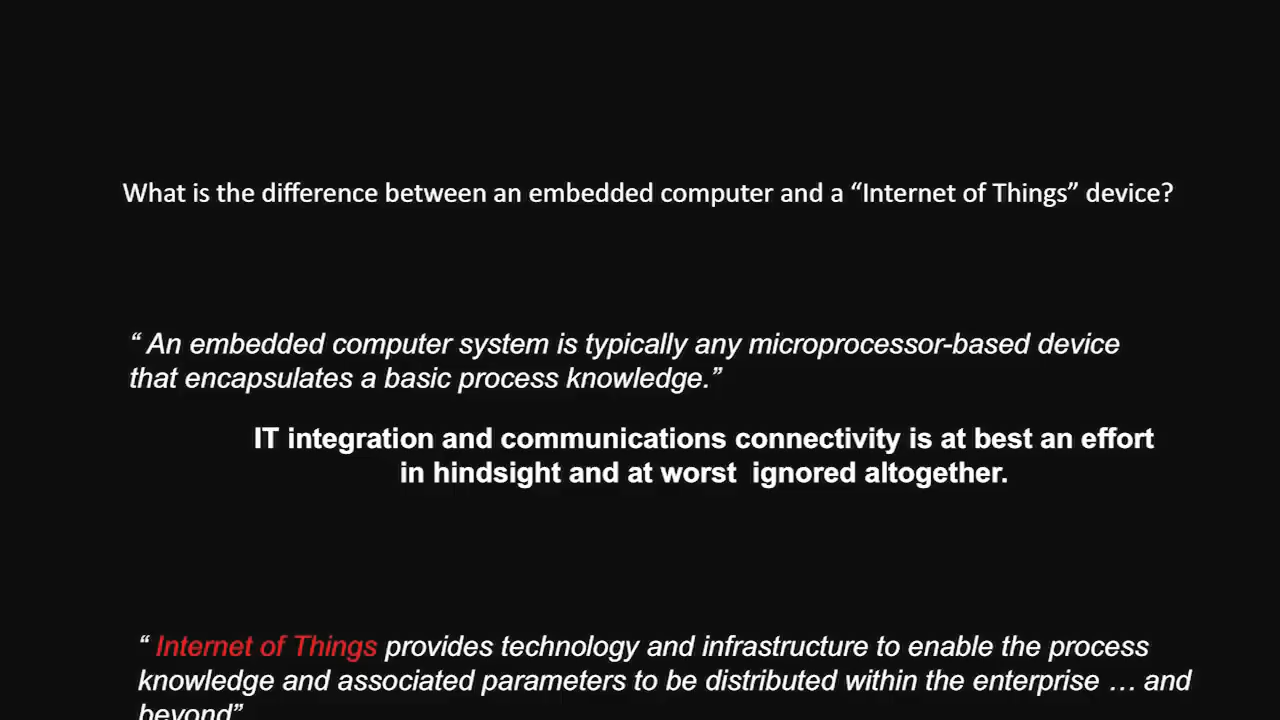 What is the difference between an embedded computer and a “Internet of Things” device?
“ An embedded computer system is typically any microprocessor-based device
that encapsulates a basic process knowledge.”
IT integration and communications connectivity is at best an effort
in hindsight and at worst  ignored altogether.
“ Internet of Things provides technology and infrastructure to enable the process
knowledge and associated parameters to be distributed within the enterprise … and
beyond”